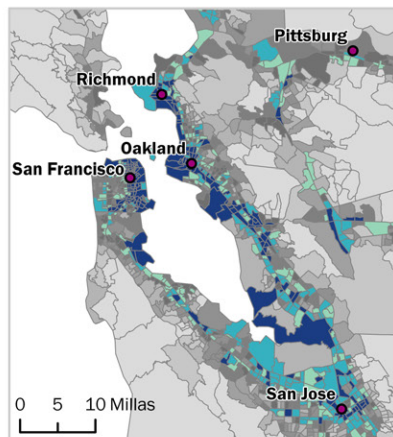 Pittsburg
Richmond
Oakland
San Francisco
San Jose
0 5 10 Millas